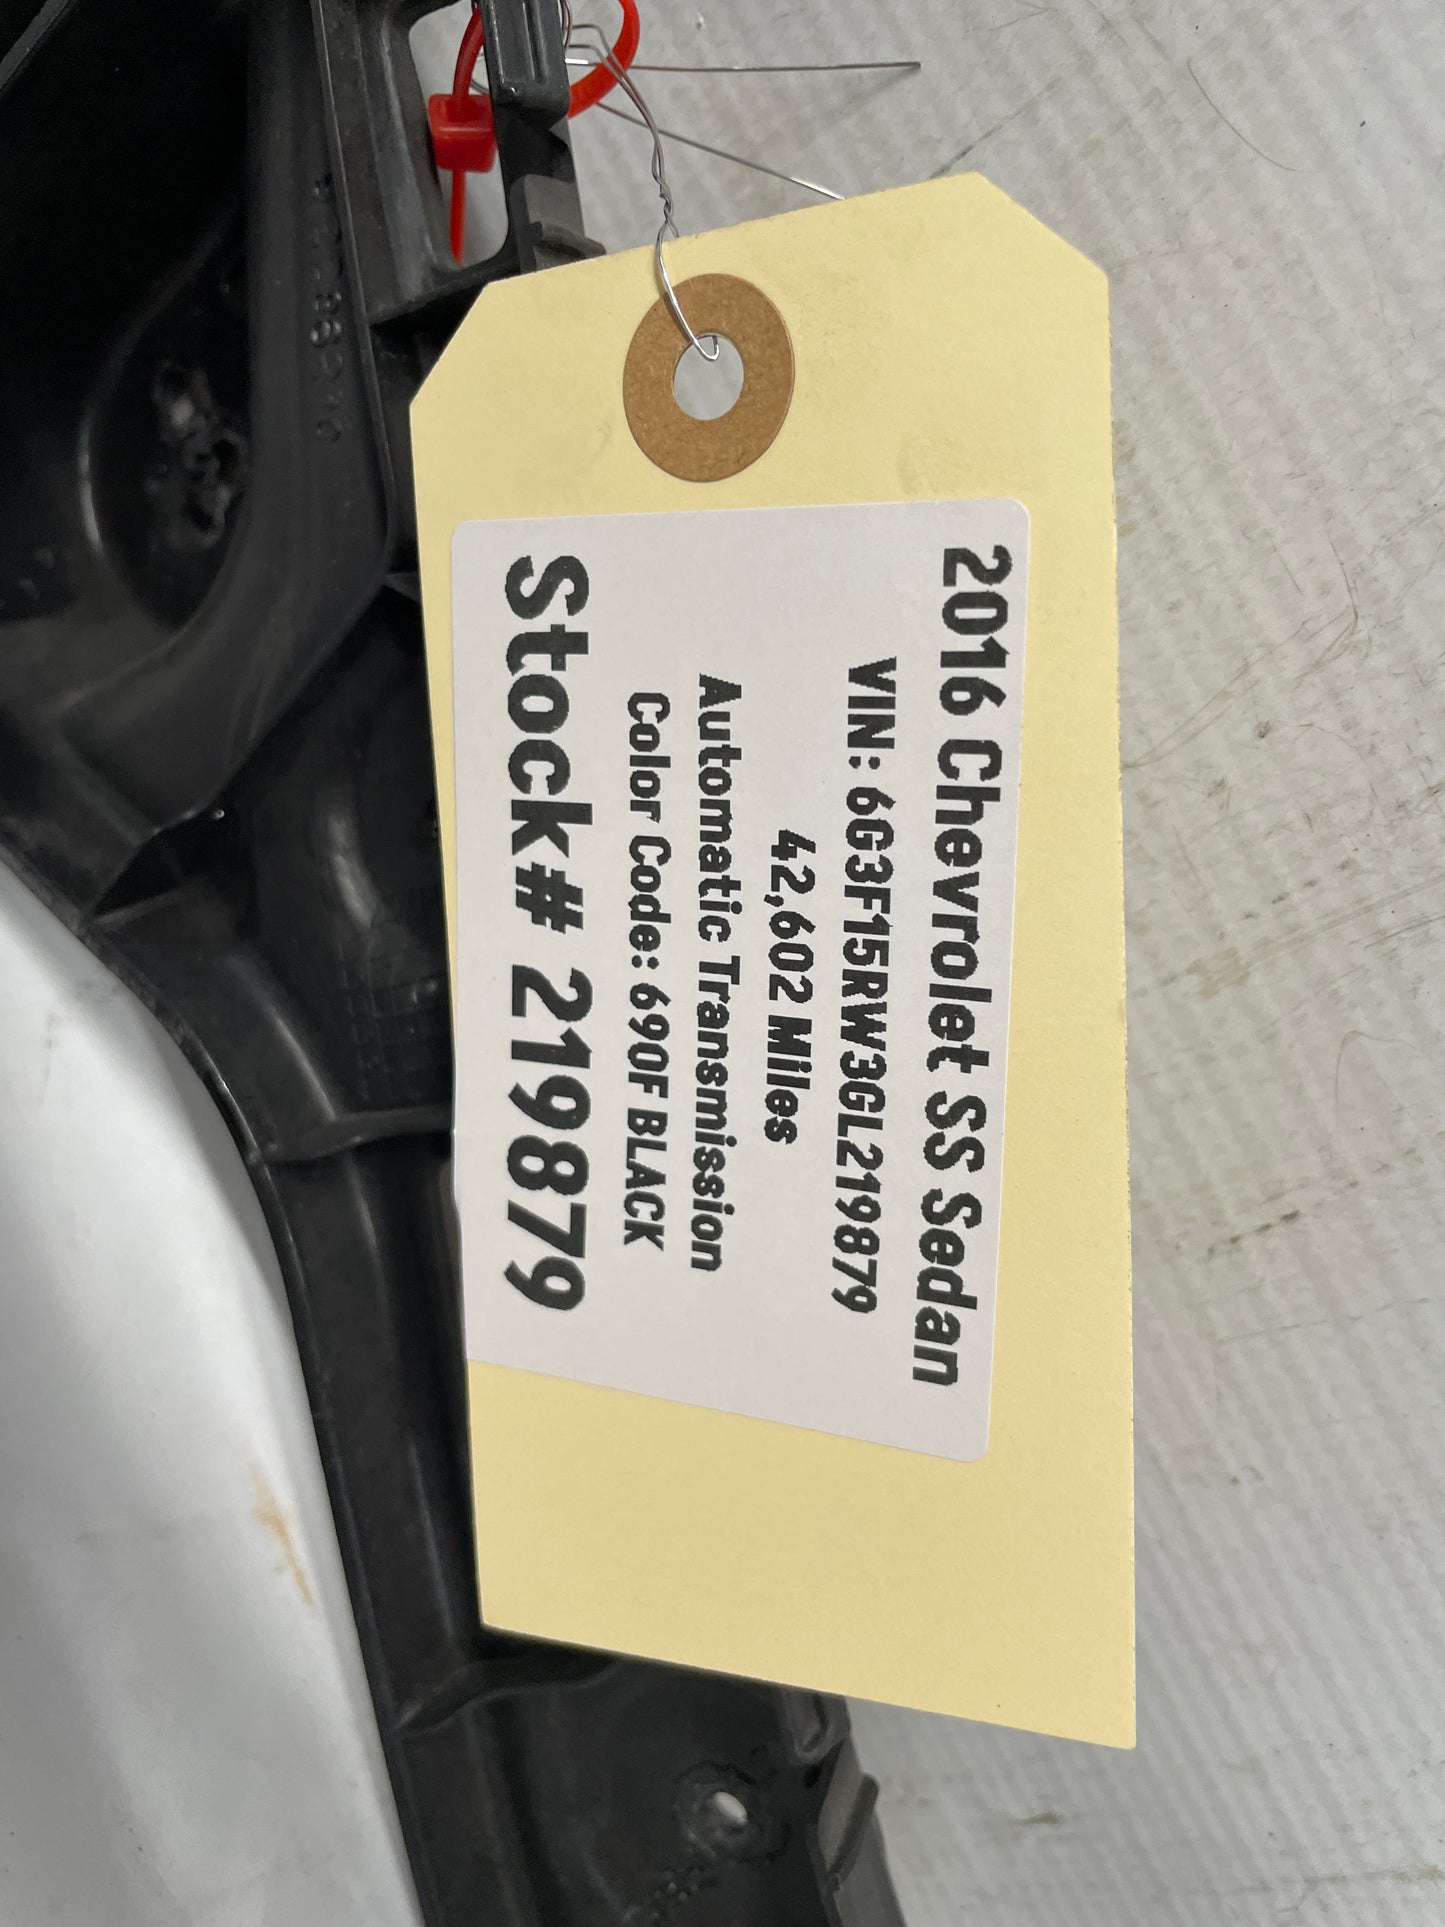 2016 Chevrolet SS Sedan
VIN: 6G3F15RW3GL219879
42,602 Miles
Automatic Transmission
Color Code: 690F BLACK
Stock# 219879